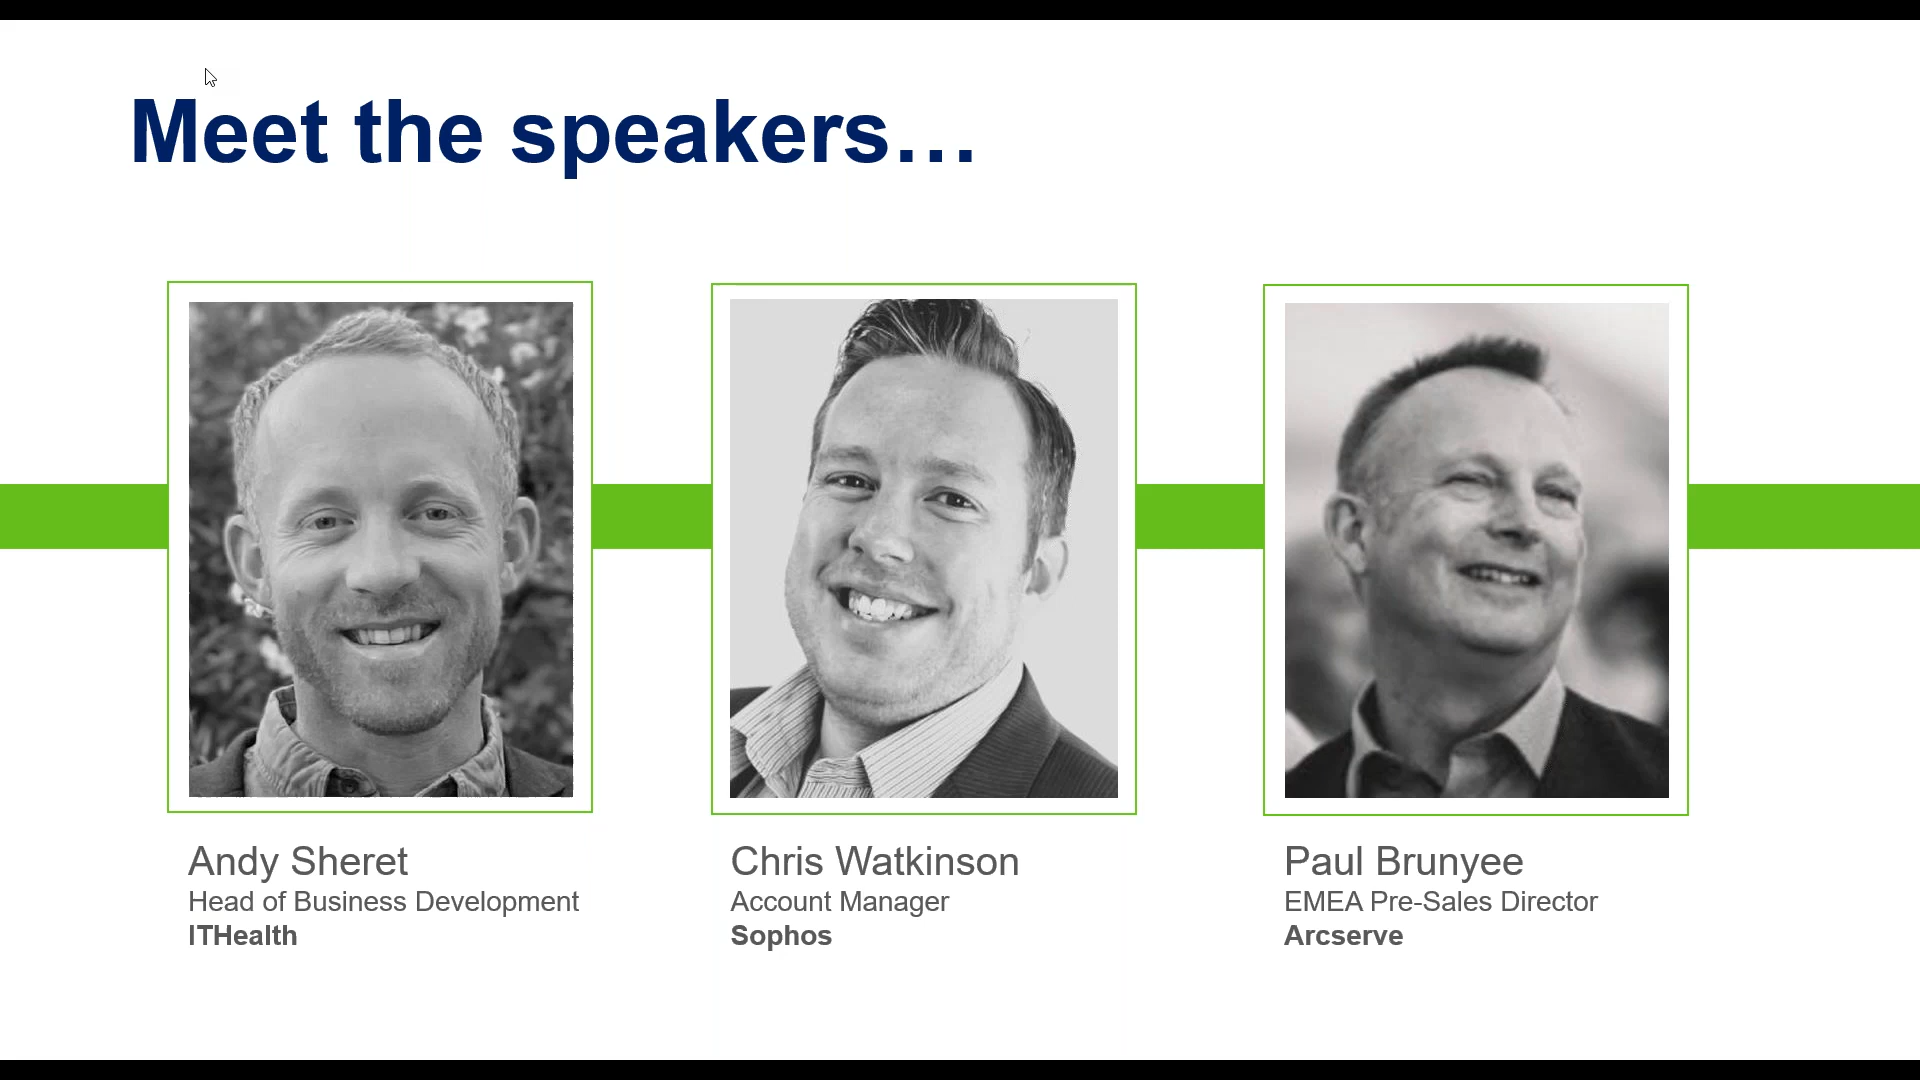 Meet the speakers…
Andy Sheret
Head of Business Development
ITHealth
Chris Watkinson
Account Manager
Sophos
Paul Brunyee
EMEA Pre-Sales Director
Arcserve